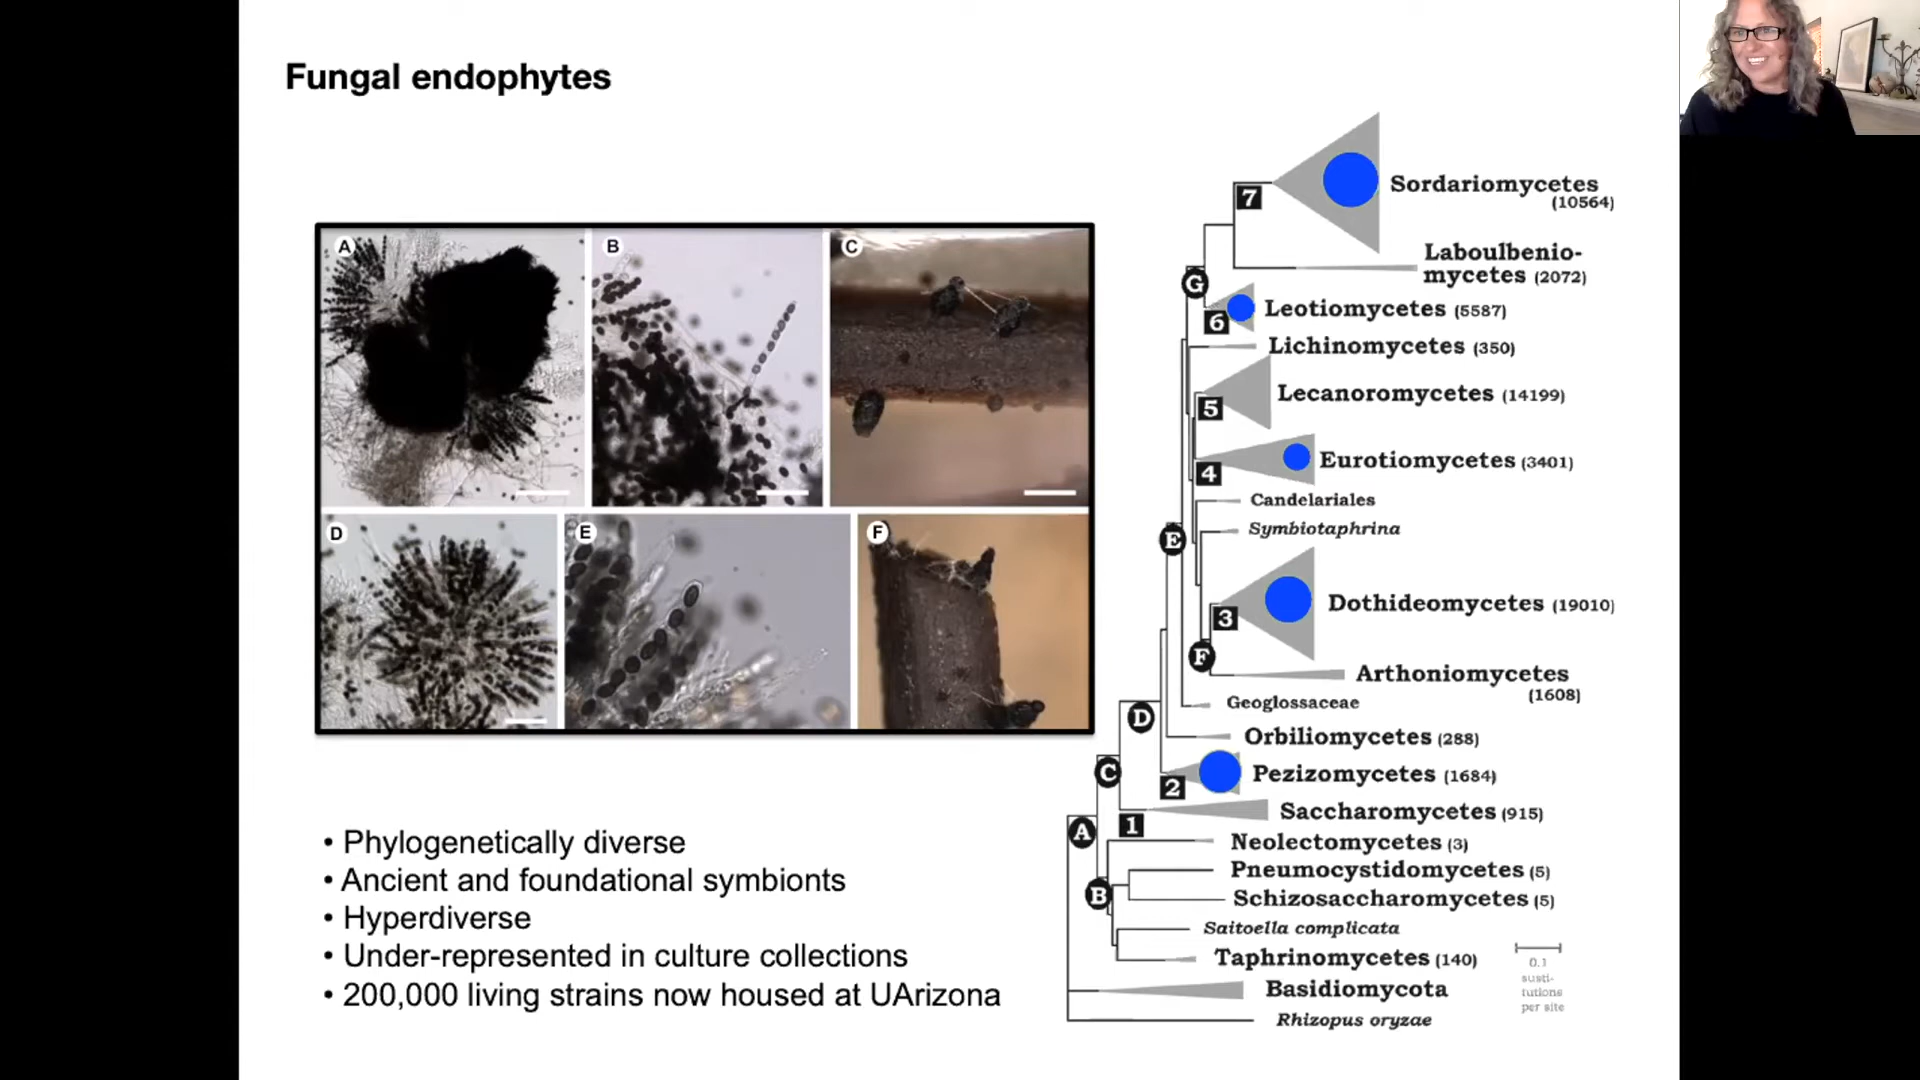 Fungal endophytes
A
B
C
D
E
F
• Phylogenetically diverse
• Ancient and foundational symbionts
• Hyperdiverse
• Under-represented in culture collections
• 200,000 living strains now housed at UArizona
7
Sordariomycetes
(10564)
Laboulbenio-
mycetes (2072)
G
6
Leotiomycetes (5587)
Lichinomycetes (350)
5
Lecanoromycetes (14199)
4
Eurotiomycetes (3401)
Candelariales
Symbiotaphrina
E
3
Dothideomycetes (19010)
F
Arthoniomycetes
(1608)
Geoglossaceae
D
Orbiliomycetes (288)
C
2
Pezizomycetes (1684)
Saccharomycetes (915)
A
1
Neolectomycetes (3)
Pneumocystidomycetes (5)
B
Schizosaccharomycetes (5)
Saitoella complicata
Taphrinomycetes (140)
0.1
susti-
tutions
per site
Basidiomycota
Rhizopus oryzae